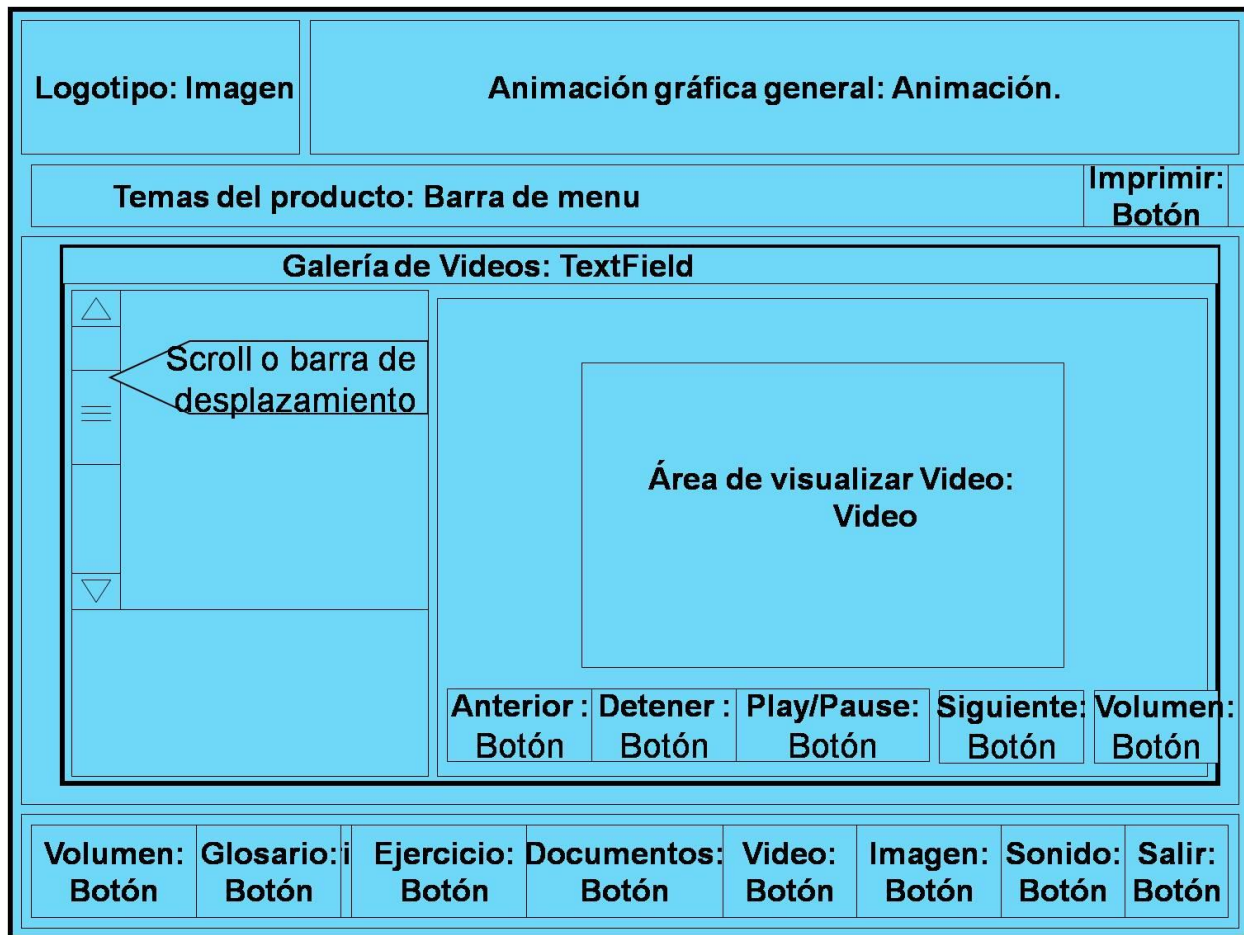 Logotipo: Imagen
Animación gráfica general: Animación.
Temas del producto: Barra de menu
Imprimir:
Botón
Galería de Videos: TextField
Scroll o barra de
desplazamiento
Área de visualizar Video:
Video
Anterior :
Botón
Detener :
Botón
Play/Pause:
Botón
Siguiente:
Botón
Volumen:
Botón
Volumen:
Botón
Glosario:
Botón
Ejercicio:
Botón
Documentos:
Botón
Video:
Botón
Imagen:
Botón
Sonido:
Botón
Salir:
Botón